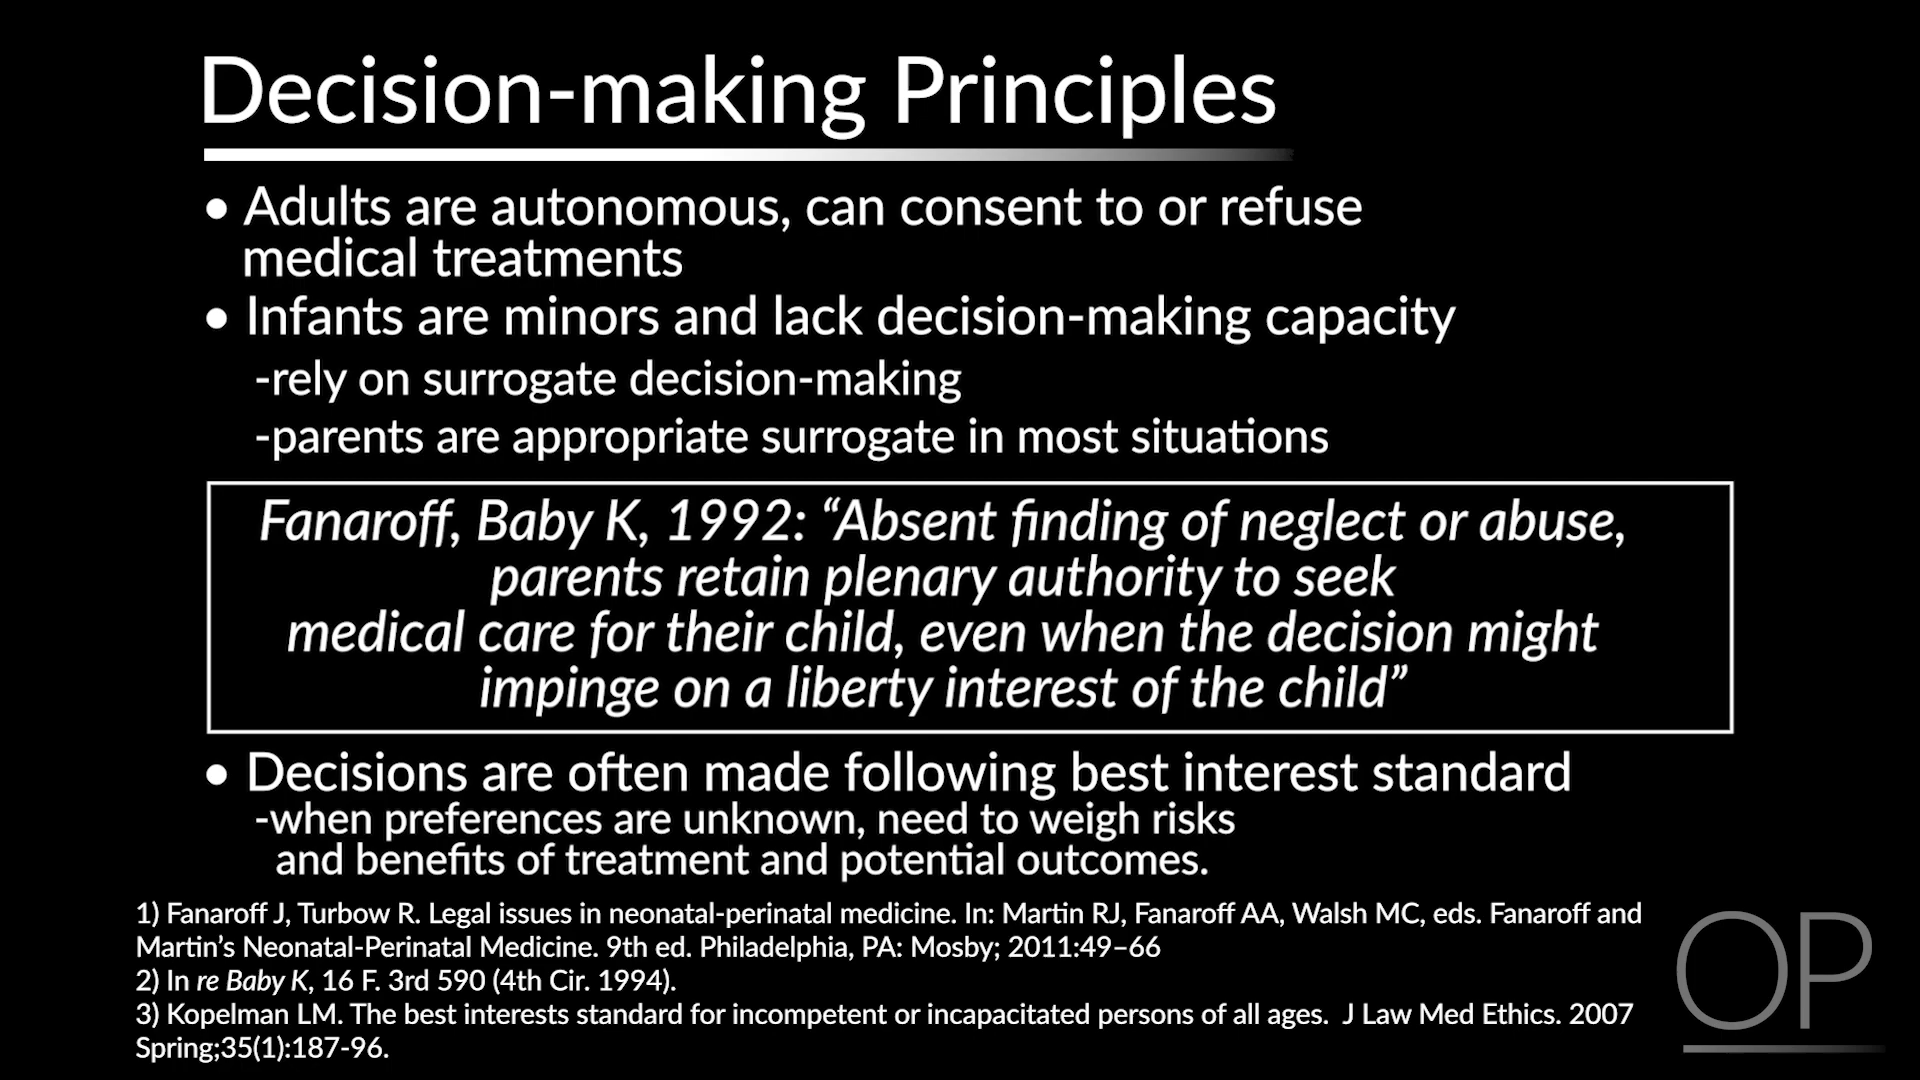 Decision-making Principles
• Adults are autonomous, can consent to or refuse
medical treatments
• Infants are minors and lack decision-making capacity
-rely on surrogate decision-making
-parents are appropriate surrogate in most situations
Fanaroff, Baby K, 1992: “Absent finding of neglect or abuse,
parents retain plenary authority to seek
medical care for their child, even when the decision might
impinge on a liberty interest of the child”
• Decisions are often made following best interest standard
-when preferences are unknown, need to weigh risks
and benefits of treatment and potential outcomes.
1) Fanaroff J, Turbow R. Legal issues in neonatal-perinatal medicine. In: Martin RJ, Fanaroff AA, Walsh MC, eds. Fanaroff and
Martin’s Neonatal-Perinatal Medicine. 9th ed. Philadelphia, PA: Mosby; 2011:49–66
2) In re Baby K, 16 F. 3rd 590 (4th Cir. 1994).
3) Kopelman LM. The best interests standard for incompetent or incapacitated persons of all ages. J Law Med Ethics. 2007
Spring;35(1):187-96.
OP